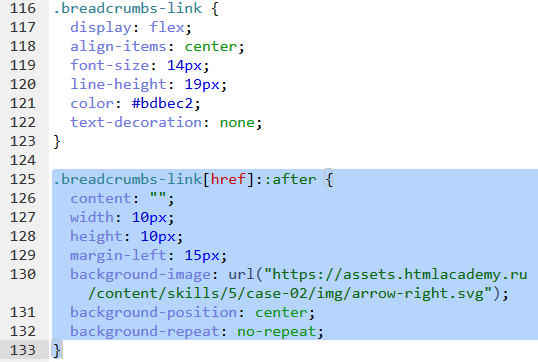 116 .breadcrumbs-link {
117   display: flex;
118   align-items: center;
119   font-size: 14px;
120   line-height: 19px;
121   color: #bdbec2;
122   text-decoration: none;
123 }
124
125 .breadcrumbs-link[href]::after {
126   content: "";
127   width: 10px;
128   height: 10px;
129   margin-left: 15px;
130   background-image: url("https://assets.htmlacademy.ru
    /content/skills/5/case-02/img/arrow-right.svg");
131   background-position: center;
132   background-repeat: no-repeat;
133 }